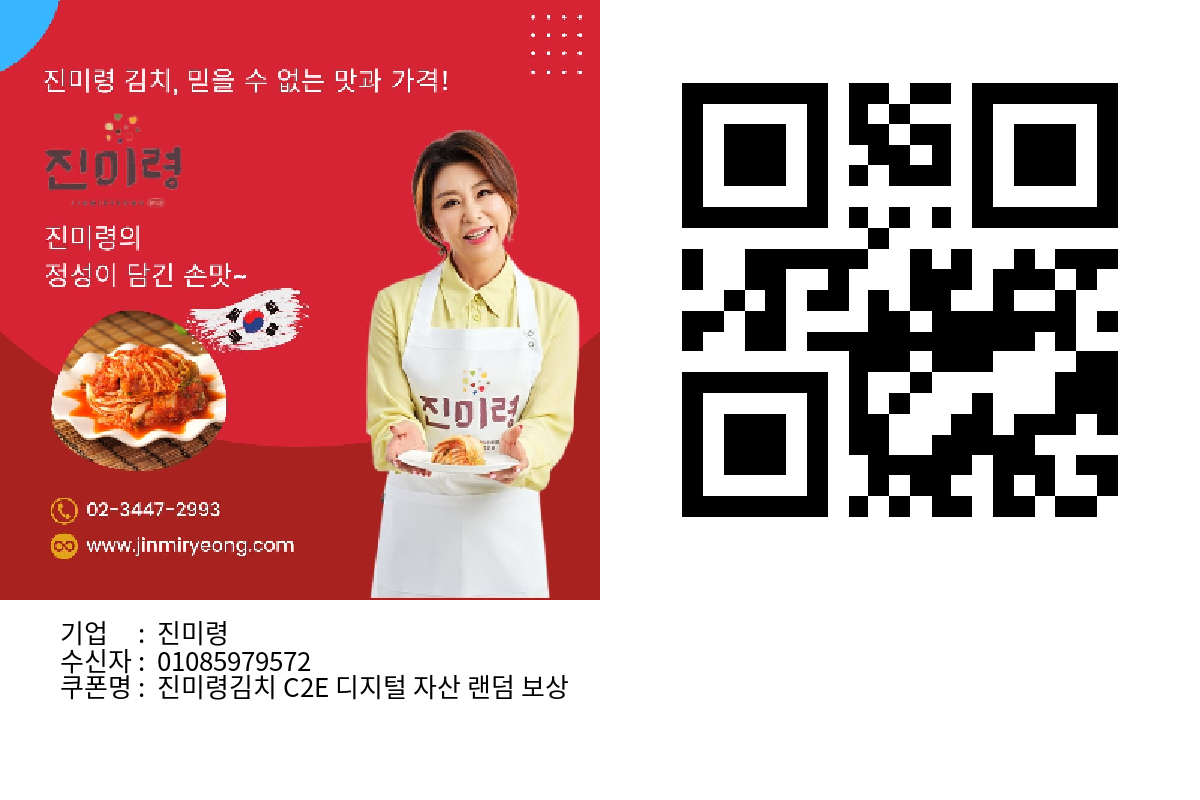 진미령 김치, 믿을 수 없는 맛과 가격!
진미령
진미령의
정성이 담긴 손맛~
진미령
02-3447-2993
www.jinmiryeong.com
기업 : 진미령
수신자 : 01085979572
쿠폰명 : 진미령김치 C2E 디지털 자산 랜덤 보상